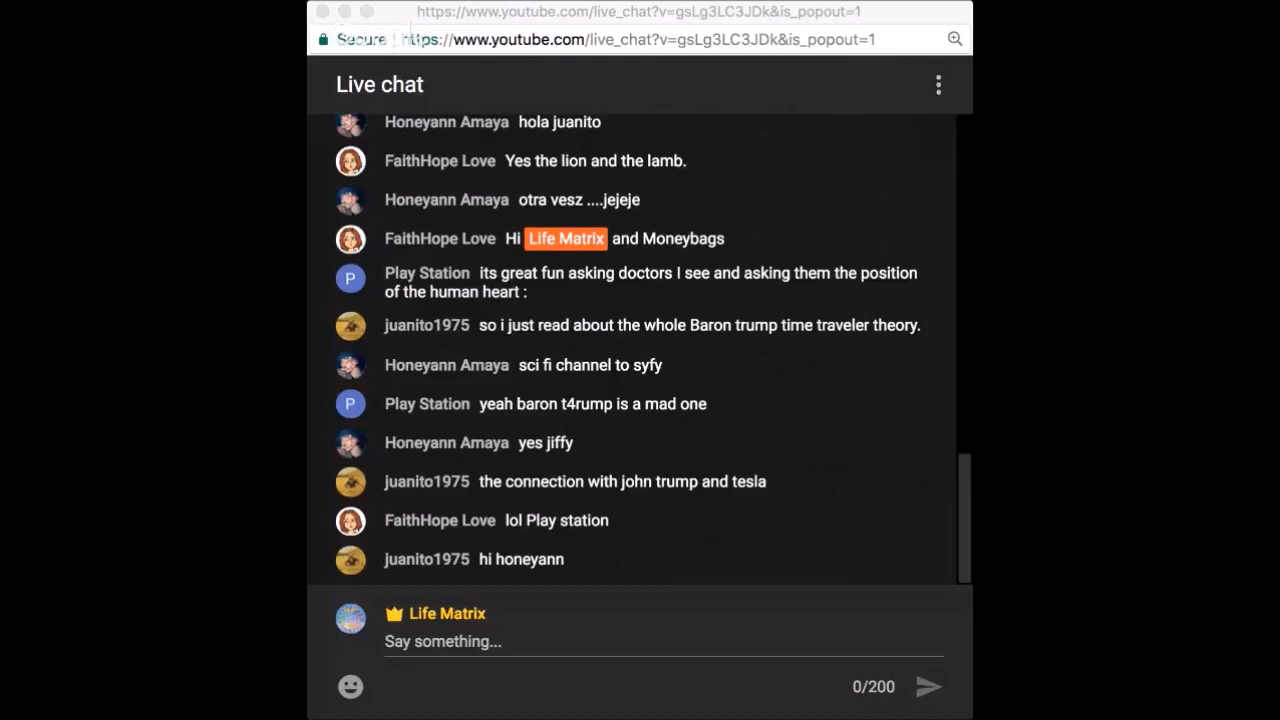 https://www.youtube.com/live_chat?v=gsLg3LC3JDk&is_popout=1
Secure https://www.youtube.com/live_chat?v=gsLg3LC3JDk&is_popout=1
Live chat
Honeyann Amaya hola juanito
FaithHope Love Yes the lion and the lamb.
Honeyann Amaya otra vesz ....jejeje
FaithHope Love Hi Life Matrix and Moneybags
P Play Station its great fun asking doctors I see and asking them the position
of the human heart :
juanito1975 so i just read about the whole Baron trump time traveler theory.
Honeyann Amaya sci fi channel to syfy
P Play Station yeah baron t4rump is a mad one
Honeyann Amaya yes jiffy
juanito1975 the connection with john trump and tesla
FaithHope Love lol Play station
juanito1975 hi honeyann
Life Matrix
Say something...
0/200